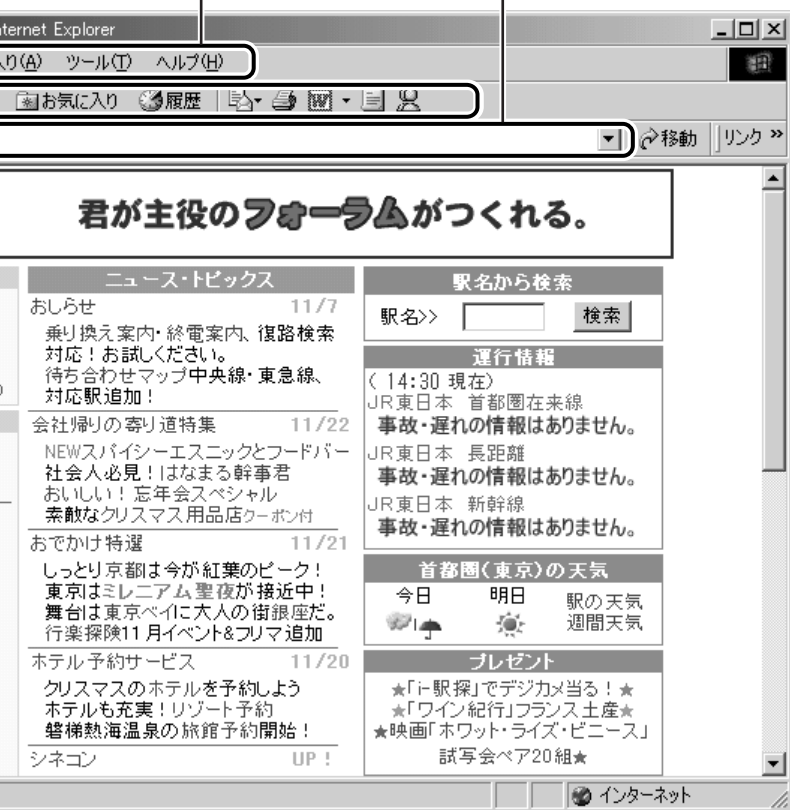 ternet Explorer
入り(A) ツール(T) ヘルプ(H)
お気に入り 履歴
移動 リンク »
君が主役のフォーラムがつくれる。
ニュース・トピックス
おしらせ 11/7
乗り換え案内・終電案内、復路検索
対応！お試しください。
待ち合わせマップ中央線・東急線、
対応駅追加！
会社帰りの寄り道特集 11/22
NEWスパイシーエスニックとフードバー
社会人必見！はなまる幹事君
おいしい！忘年会スペシャル
素敵なクリスマス用品店クーポン付
おでかけ特選 11/21
しっとり京都は今が紅葉のピーク！
東京はミレニアム聖夜が接近中！
舞台は東京ベイに大人の街銀座だ。
行楽探険11月イベント&フリマ追加
ホテル予約サービス 11/20
クリスマスのホテルを予約しよう
ホテルも充実！リゾート予約
磐梯熱海温泉の旅館予約開始！
シネコン UP！
駅名から検索
駅名>> 検索
運行情報
( 14:30 現在)
JR東日本 首都圏在来線
事故・遅れの情報はありません。
JR東日本 長距離
事故・遅れの情報はありません。
JR東日本 新幹線
事故・遅れの情報はありません。
首都圏(東京)の天気
今日 明日 駅の天気
週間天気
プレゼント
★「i-駅探」でデジカメ当る！★
★「ワイン紀行」フランス土産★
★映画「ホワット・ライズ・ビニース」
試写会ペア20組★
インターネット